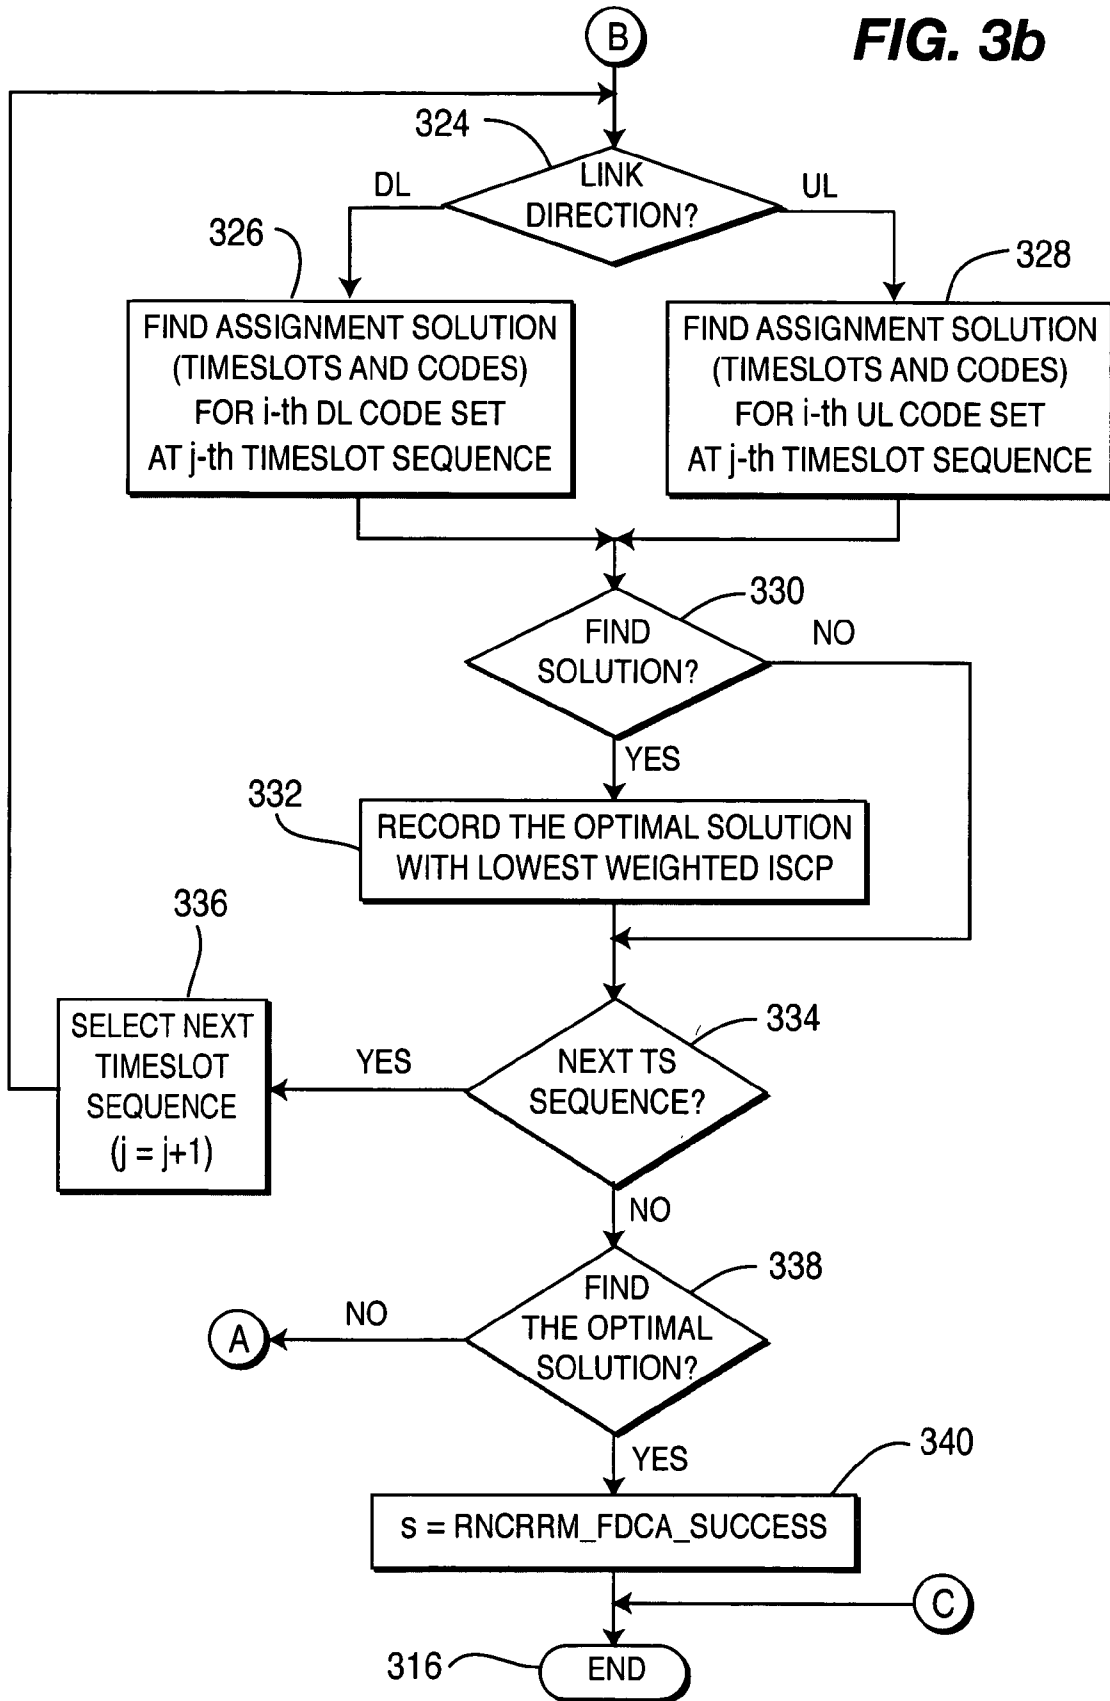 B
FIG. 3b
324
LINK
DIRECTION?
DL
UL
326
328
FIND ASSIGNMENT SOLUTION
(TIMESLOTS AND CODES)
FOR i-th DL CODE SET
AT j-th TIMESLOT SEQUENCE
FIND ASSIGNMENT SOLUTION
(TIMESLOTS AND CODES)
FOR i-th UL CODE SET
AT j-th TIMESLOT SEQUENCE
330
FIND
SOLUTION?
NO
YES
332
RECORD THE OPTIMAL SOLUTION
WITH LOWEST WEIGHTED ISCP
336
SELECT NEXT
TIMESLOT
SEQUENCE
(j = j+1)
YES
334
NEXT TS
SEQUENCE?
NO
338
FIND
THE OPTIMAL
SOLUTION?
NO
A
YES
340
s = RNCRRM_FDCA_SUCCESS
C
316
END